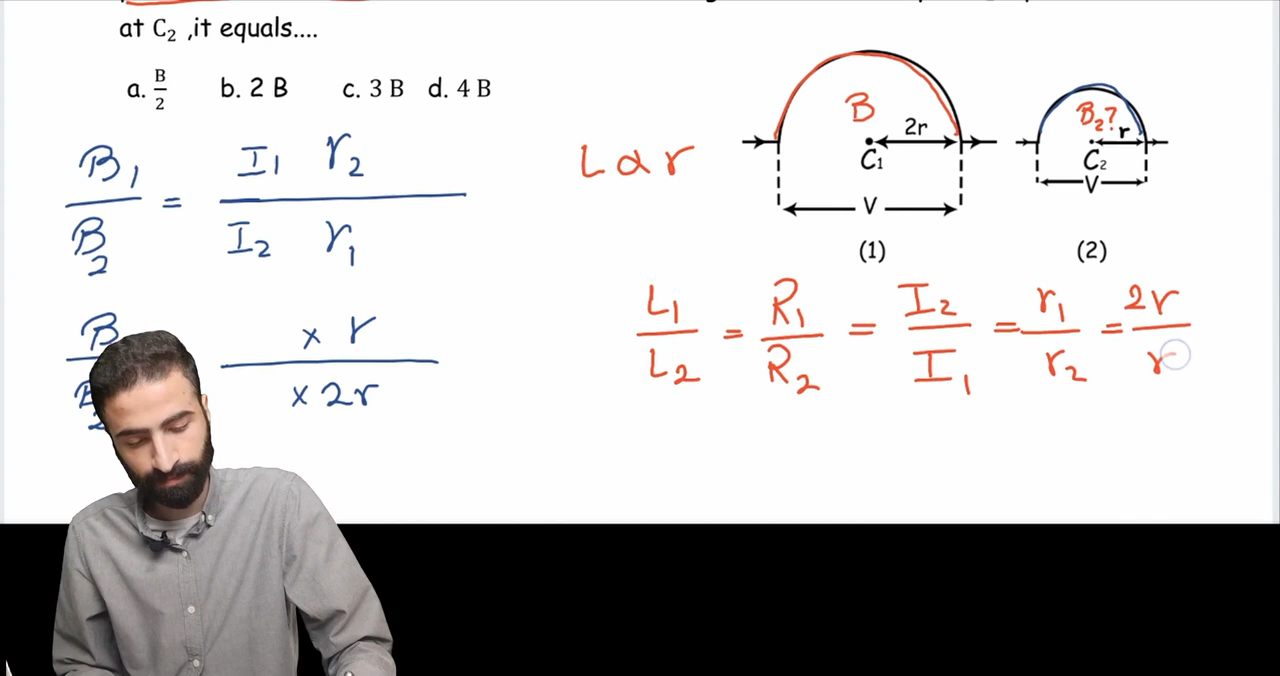 at C₂ ,it equals....
a. B/2 b. 2 B c. 3 B d. 4 B
B₁/B₂ = I₁ r₂ / I₂ r₁
B
2
× r / × 2r
L α r
B
2r
C₁
V
(1)
B₂?
r
C₂
V
(2)
L₁/L₂ = R₁/R₂ = I₂/I₁ = r₁/r₂ = 2r/r